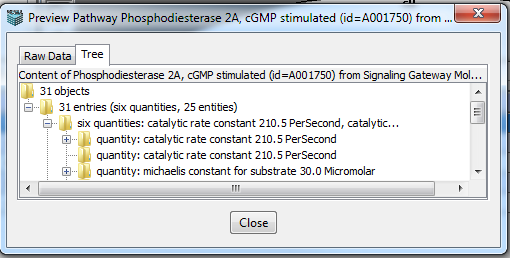 Preview Pathway Phosphodiesterase 2A, cGMP stimulated (id=A001750) from ...
Raw Data Tree
Content of Phosphodiesterase 2A, cGMP stimulated (id=A001750) from Signaling Gateway Mol...
31 objects
31 entries (six quantities, 25 entities)
six quantities: catalytic rate constant 210.5 PerSecond, catalytic...
quantity: catalytic rate constant 210.5 PerSecond
quantity: catalytic rate constant 210.5 PerSecond
quantity: michaelis constant for substrate 30.0 Micromolar
Close